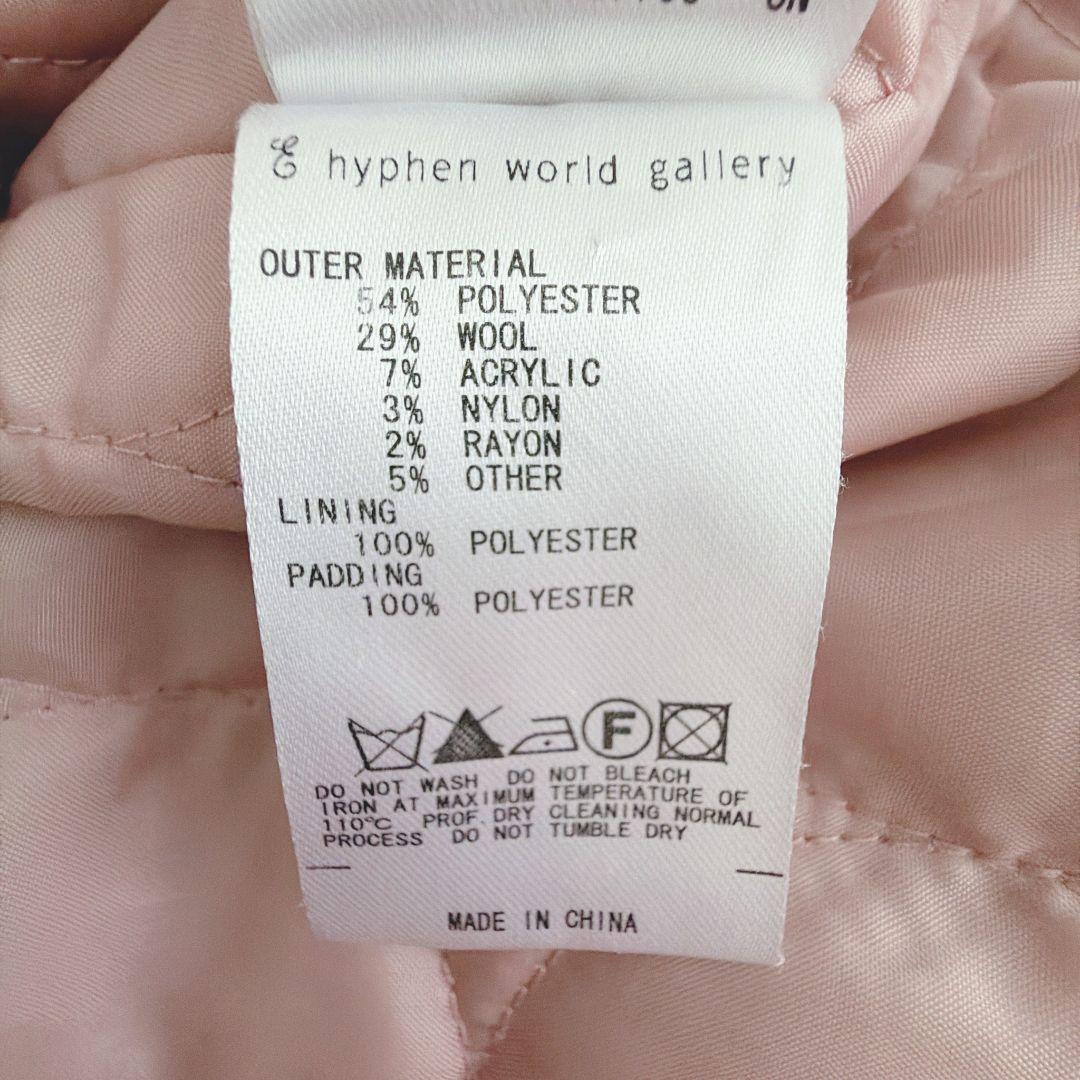 E hyphen world gallery
OUTER MATERIAL
54% POLYESTER
29% WOOL
7% ACRYLIC
3% NYLON
2% RAYON
5% OTHER
LINING
100% POLYESTER
PADDING
100% POLYESTER
F
DO NOT WASH DO NOT BLEACH
IRON AT MAXIMUM TEMPERATURE OF
110°C PROF. DRY CLEANING NORMAL
PROCESS DO NOT TUMBLE DRY
MADE IN CHINA